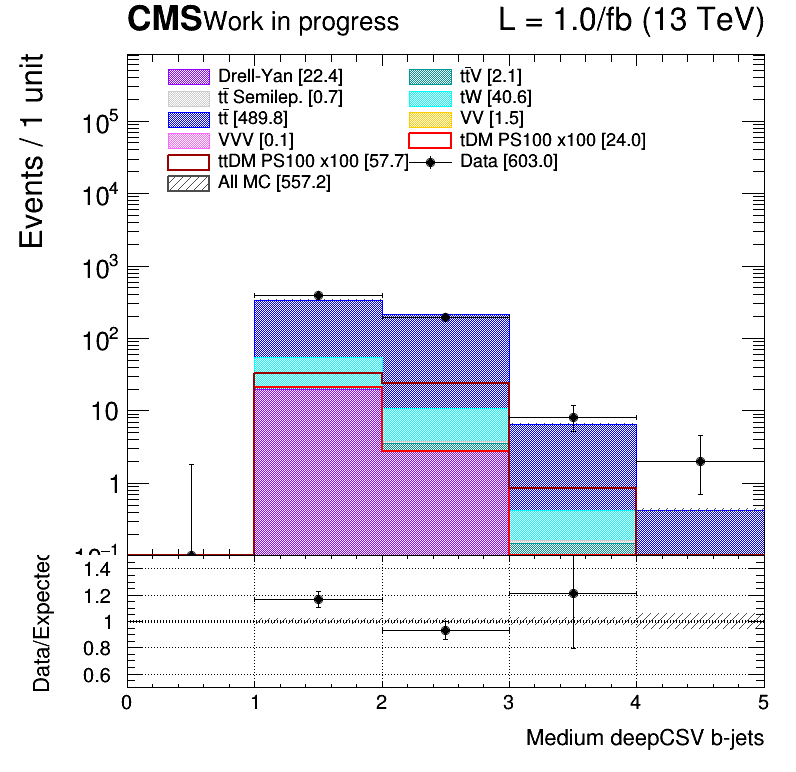 CMS Work in progress L = 1.0/fb (13 TeV)
Events / 1 unit
Drell-Yan [22.4] tt̄V [2.1]
tt̄ Semilep. [0.7] tW [40.6]
tt̄ [489.8] VV [1.5]
VVV [0.1] tDM PS100 x100 [24.0]
ttDM PS100 x100 [57.7] Data [603.0]
All MC [557.2]
10⁵
10⁴
10³
10²
10
1
10⁻¹
Data/Expected
1.4
1.2
1
0.8
0.6
0 1 2 3 4 5
Medium deepCSV b-jets